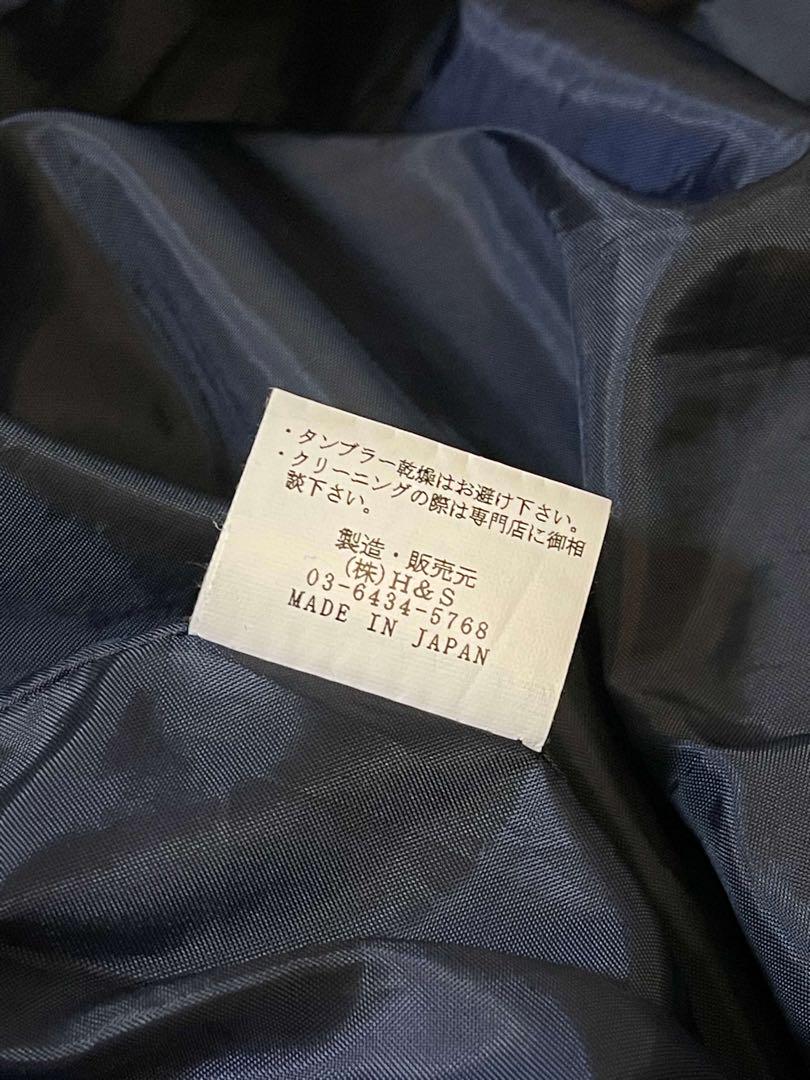 ・タンブラー乾燥はお避け下さい。
・クリーニングの際は専門店に御相
談下さい。
製造・販売元
(株)H&S
03-6434-5768
MADE IN JAPAN